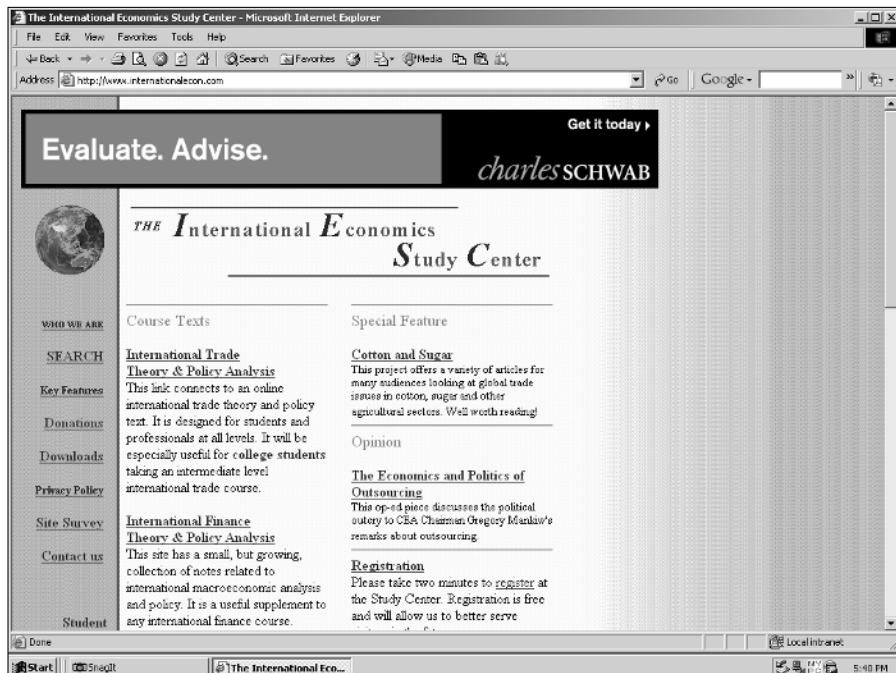 The International Economics Study Center - Microsoft Internet Explorer
File Edit View Favorites Tools Help
Back Search Favorites Media
Address http://www.internationalecon.com Go Google
Evaluate. Advise.
Get it today
charles SCHWAB
THE International Economics
Study Center
WHO WE ARE
SEARCH
Key Features
Donations
Downloads
Privacy Policy
Site Survey
Contact us
Student
Course Texts
International Trade
Theory & Policy Analysis
This link connects to an online
international trade theory and policy
text. It is designed for students and
professionals at all levels. It will be
especially useful for college students
taking an intermediate level
international trade course.
International Finance
Theory & Policy Analysis
This site has a small, but growing,
collection of notes related to
international macroeconomic analysis
and policy. It is a useful supplement to
any international finance course.
Special Feature
Cotton and Sugar
This project offers a variety of articles for
many audiences looking at global trade
issues in cotton, sugar and other
agricultural sectors. Well worth reading!
Opinion
The Economics and Politics of
Outsourcing
This op-ed piece discusses the political
outcry to CEA Chairman Gregory Mankiw's
remarks about outsourcing.
Registration
Please take two minutes to register at
the Study Center. Registration is free
and will allow us to better serve
Done Local intranet
Start SnagIt The International Eco... 5:40 PM